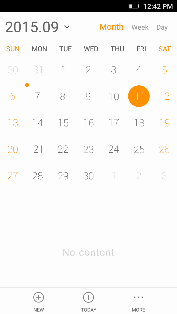 12:42 PM
2015.09 Month Week Day
SUN MON TUE WED THU FRI SAT
30 31 1 2 3 4 5
6 7 8 9 10 11 12
13 14 15 16 17 18 19
20 21 22 23 24 25 26
27 28 29 30 1 2 3
No content
NEW TODAY MORE